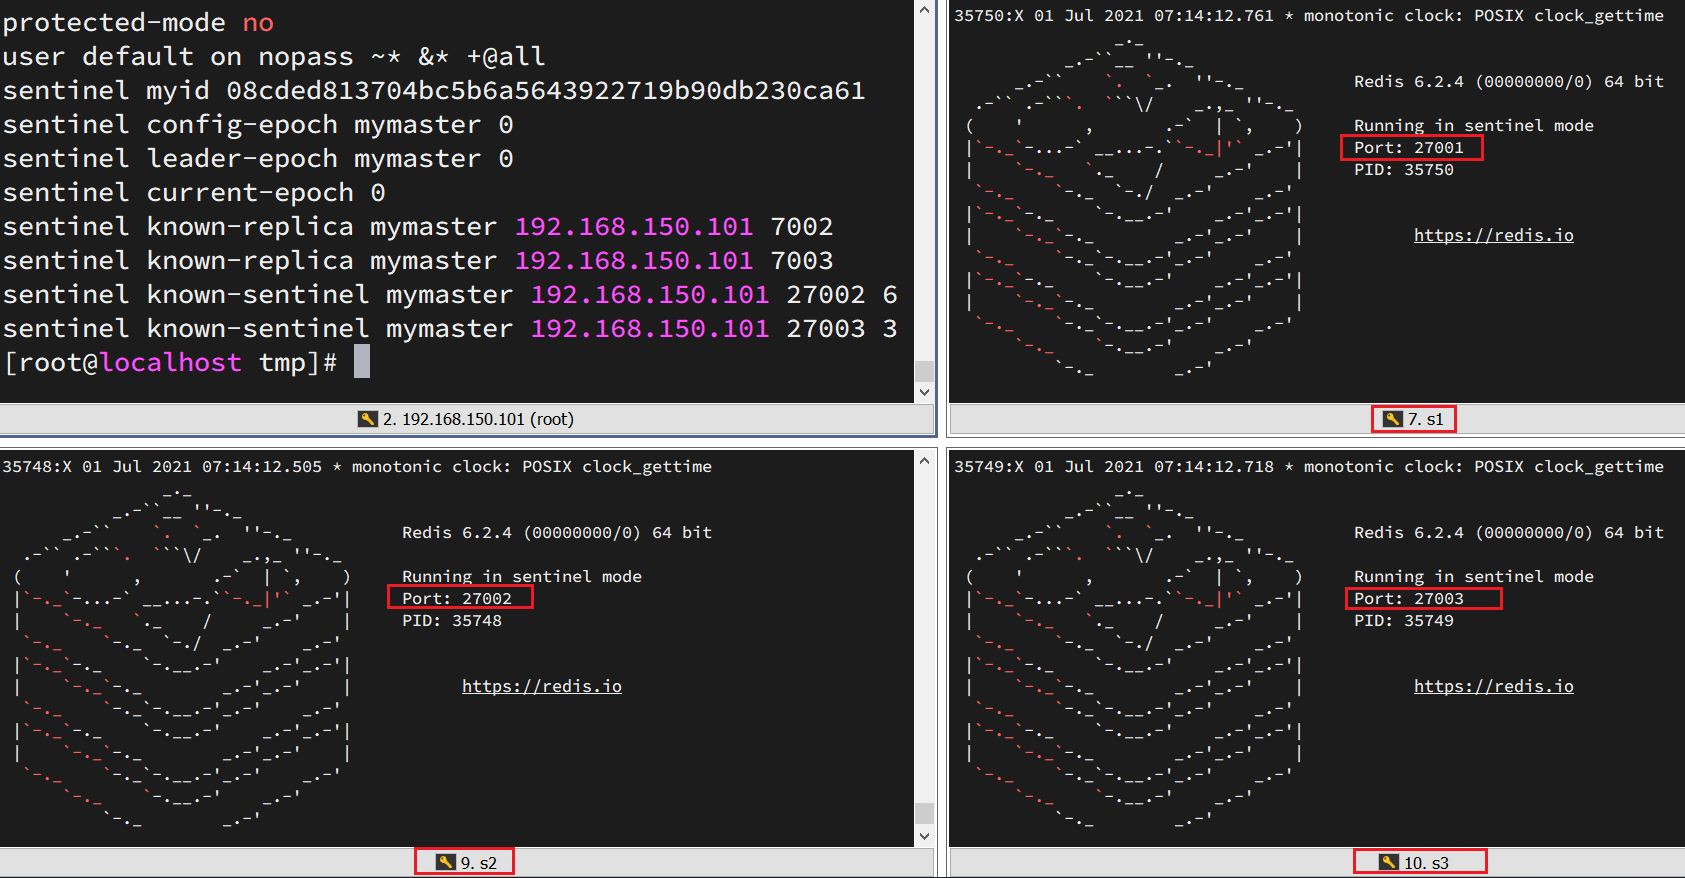 protected-mode no
user default on nopass ~* &* +@all
sentinel myid 08cded813704bc5b6a5643922719b90db230ca61
sentinel config-epoch mymaster 0
sentinel leader-epoch mymaster 0
sentinel current-epoch 0
sentinel known-replica mymaster 192.168.150.101 7002
sentinel known-replica mymaster 192.168.150.101 7003
sentinel known-sentinel mymaster 192.168.150.101 27002 6
sentinel known-sentinel mymaster 192.168.150.101 27003 3
[root@localhost tmp]#
2. 192.168.150.101 (root)
35750:X 01 Jul 2021 07:14:12.761 * monotonic clock: POSIX clock_gettime
Redis 6.2.4 (00000000/0) 64 bit
Running in sentinel mode
Port: 27001
PID: 35750
https://redis.io
7. s1
35748:X 01 Jul 2021 07:14:12.505 * monotonic clock: POSIX clock_gettime
Redis 6.2.4 (00000000/0) 64 bit
Running in sentinel mode
Port: 27002
PID: 35748
https://redis.io
9. s2
35749:X 01 Jul 2021 07:14:12.718 * monotonic clock: POSIX clock_gettime
Redis 6.2.4 (00000000/0) 64 bit
Running in sentinel mode
Port: 27003
PID: 35749
https://redis.io
10. s3